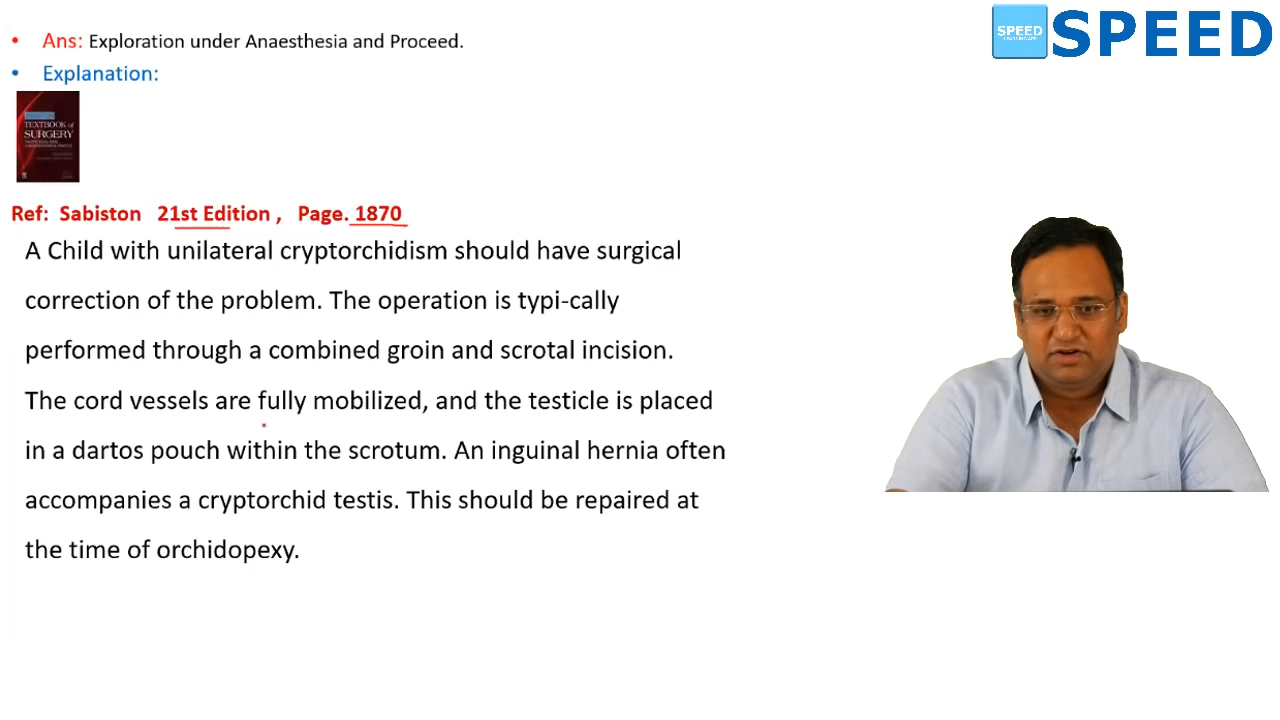 SPEED
SPEED
• Ans: Exploration under Anaesthesia and Proceed.
• Explanation:
TEXTBOOK of
SURGERY
Ref: Sabiston 21st Edition , Page. 1870
A Child with unilateral cryptorchidism should have surgical
correction of the problem. The operation is typi-cally
performed through a combined groin and scrotal incision.
The cord vessels are fully mobilized, and the testicle is placed
in a dartos pouch within the scrotum. An inguinal hernia often
accompanies a cryptorchid testis. This should be repaired at
the time of orchidopexy.